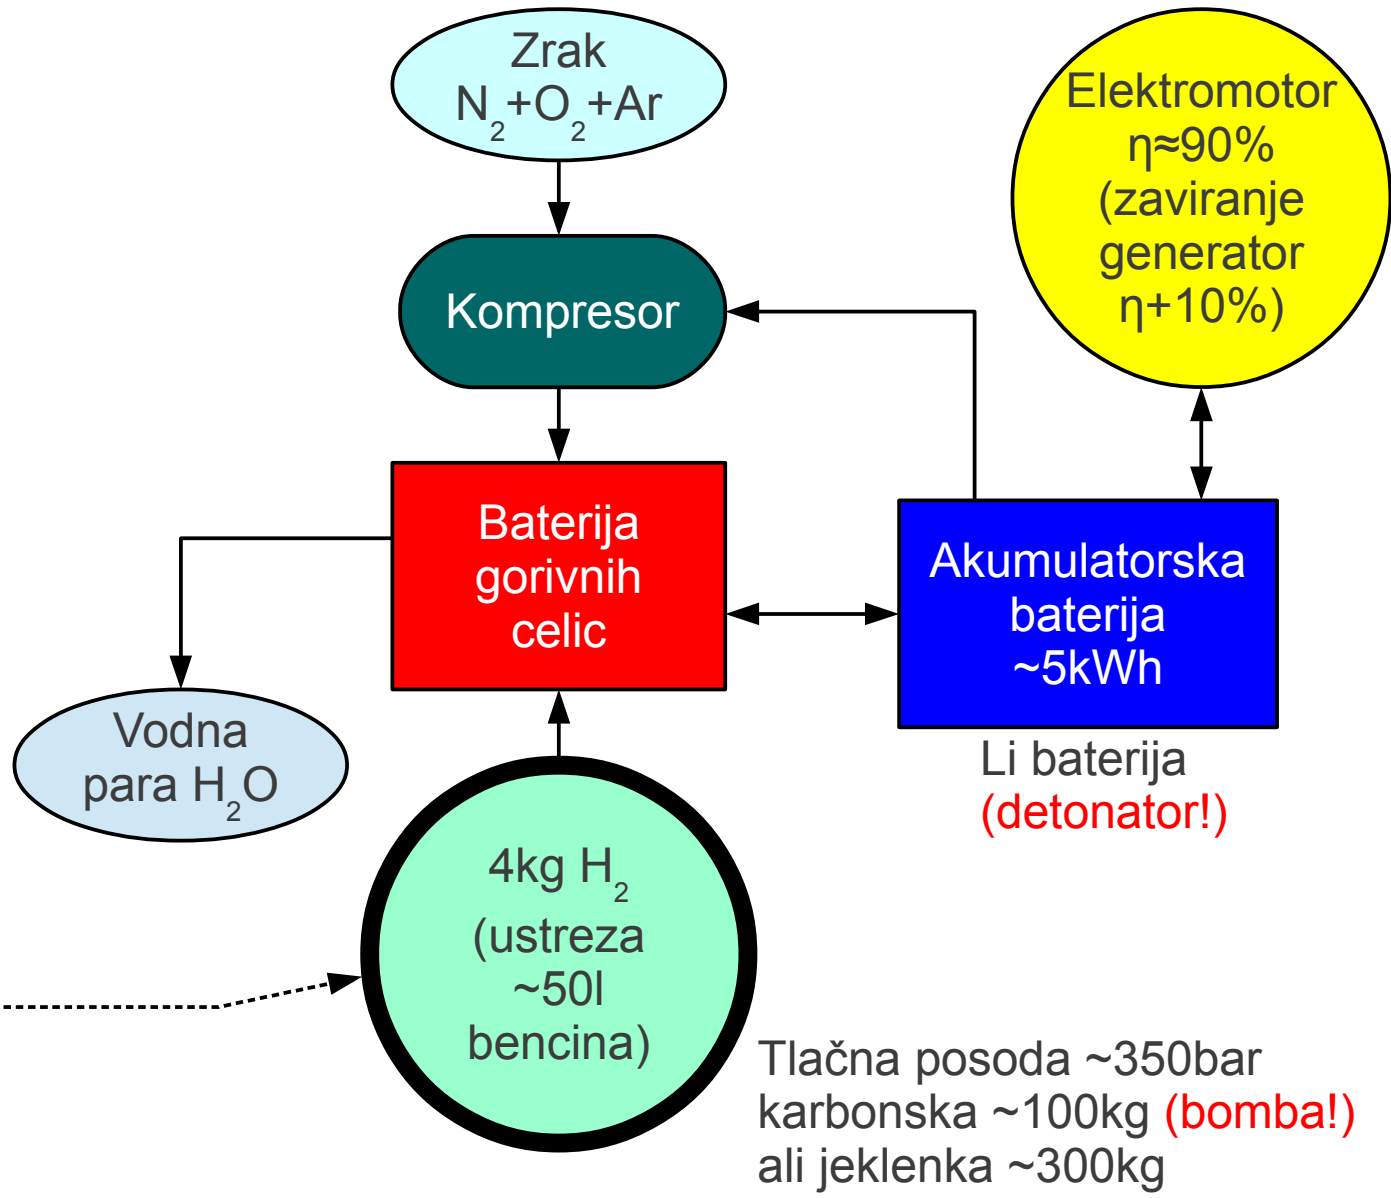 Zrak
N₂+O₂+Ar
Elektromotor
η≈90%
(zaviranje
generator
η+10%)
Kompresor
Baterija
gorivnih
celic
Akumulatorska
baterija
~5kWh
Li baterija
(detonator!)
Vodna
para H₂O
4kg H₂
(ustreza
~50l
bencina)
Tlačna posoda ~350bar
karbonska ~100kg (bomba!)
ali jeklenka ~300kg